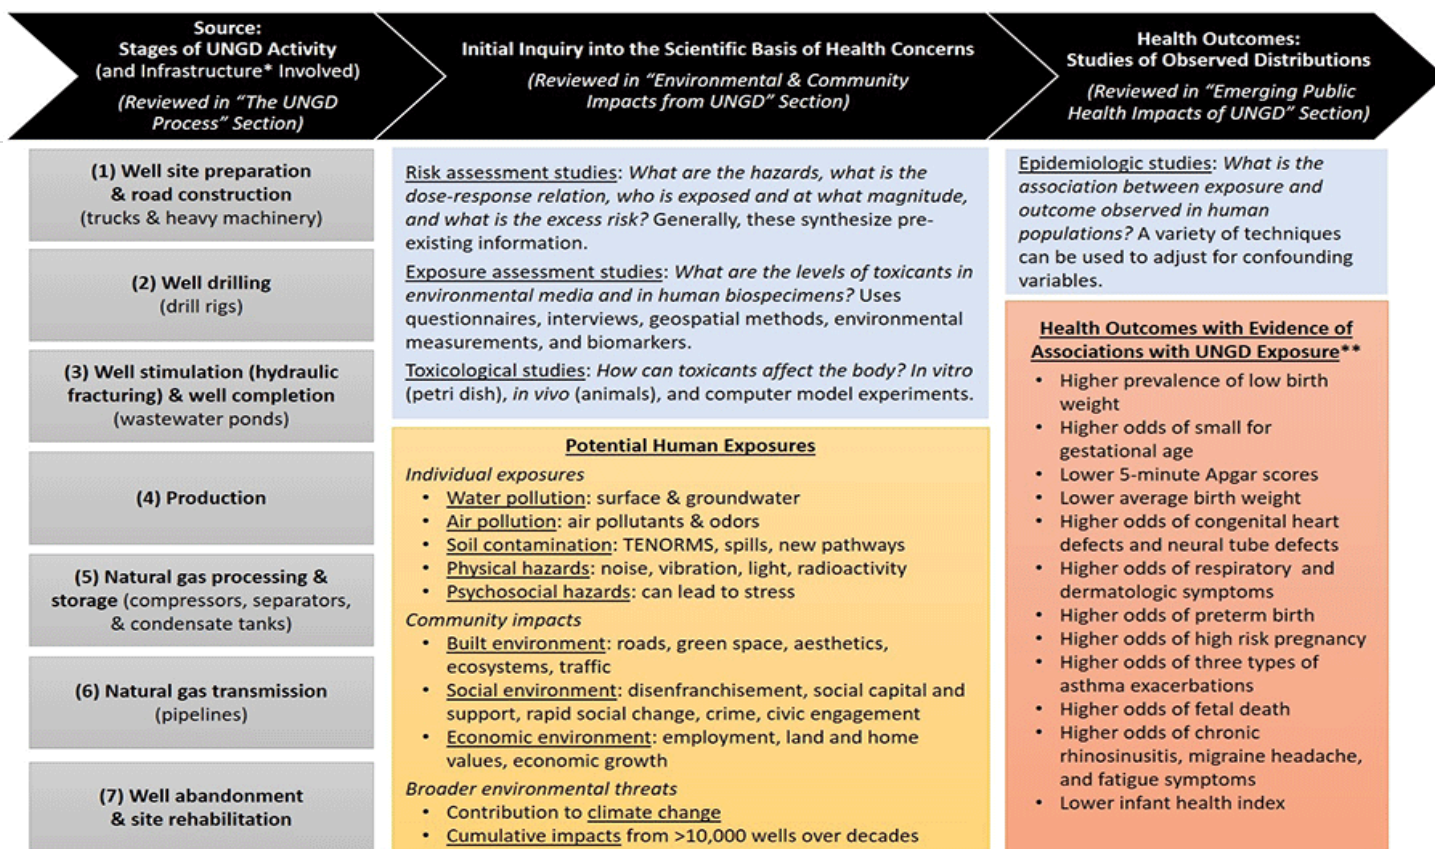 Source:
Stages of UNGD Activity
(and Infrastructure* Involved)
(Reviewed in "The UNGD
Process" Section)
Initial Inquiry into the Scientific Basis of Health Concerns
(Reviewed in "Environmental & Community
Impacts from UNGD" Section)
Health Outcomes:
Studies of Observed Distributions
(Reviewed in "Emerging Public
Health Impacts of UNGD" Section)
(1) Well site preparation
& road construction
(trucks & heavy machinery)
(2) Well drilling
(drill rigs)
(3) Well stimulation (hydraulic
fracturing) & well completion
(wastewater ponds)
(4) Production
(5) Natural gas processing &
storage (compressors, separators,
& condensate tanks)
(6) Natural gas transmission
(pipelines)
(7) Well abandonment
& site rehabilitation
Risk assessment studies: What are the hazards, what is the
dose-response relation, who is exposed and at what magnitude,
and what is the excess risk? Generally, these synthesize pre-
existing information.
Exposure assessment studies: What are the levels of toxicants in
environmental media and in human biospecimens? Uses
questionnaires, interviews, geospatial methods, environmental
measurements, and biomarkers.
Toxicological studies: How can toxicants affect the body? In vitro
(petri dish), in vivo (animals), and computer model experiments.
Potential Human Exposures
Individual exposures
• Water pollution: surface & groundwater
• Air pollution: air pollutants & odors
• Soil contamination: TENORMS, spills, new pathways
• Physical hazards: noise, vibration, light, radioactivity
• Psychosocial hazards: can lead to stress
Community impacts
• Built environment: roads, green space, aesthetics,
ecosystems, traffic
• Social environment: disenfranchisement, social capital and
support, rapid social change, crime, civic engagement
• Economic environment: employment, land and home
values, economic growth
Broader environmental threats
• Contribution to climate change
• Cumulative impacts from >10,000 wells over decades
Epidemiologic studies: What is the
association between exposure and
outcome observed in human
populations? A variety of techniques
can be used to adjust for confounding
variables.
Health Outcomes with Evidence of
Associations with UNGD Exposure**
• Higher prevalence of low birth
weight
• Higher odds of small for
gestational age
• Lower 5-minute Apgar scores
• Lower average birth weight
• Higher odds of congenital heart
defects and neural tube defects
• Higher odds of respiratory and
dermatologic symptoms
• Higher odds of preterm birth
• Higher odds of high risk pregnancy
• Higher odds of three types of
asthma exacerbations
• Higher odds of fetal death
• Higher odds of chronic
rhinosinusitis, migraine headache,
and fatigue symptoms
• Lower infant health index